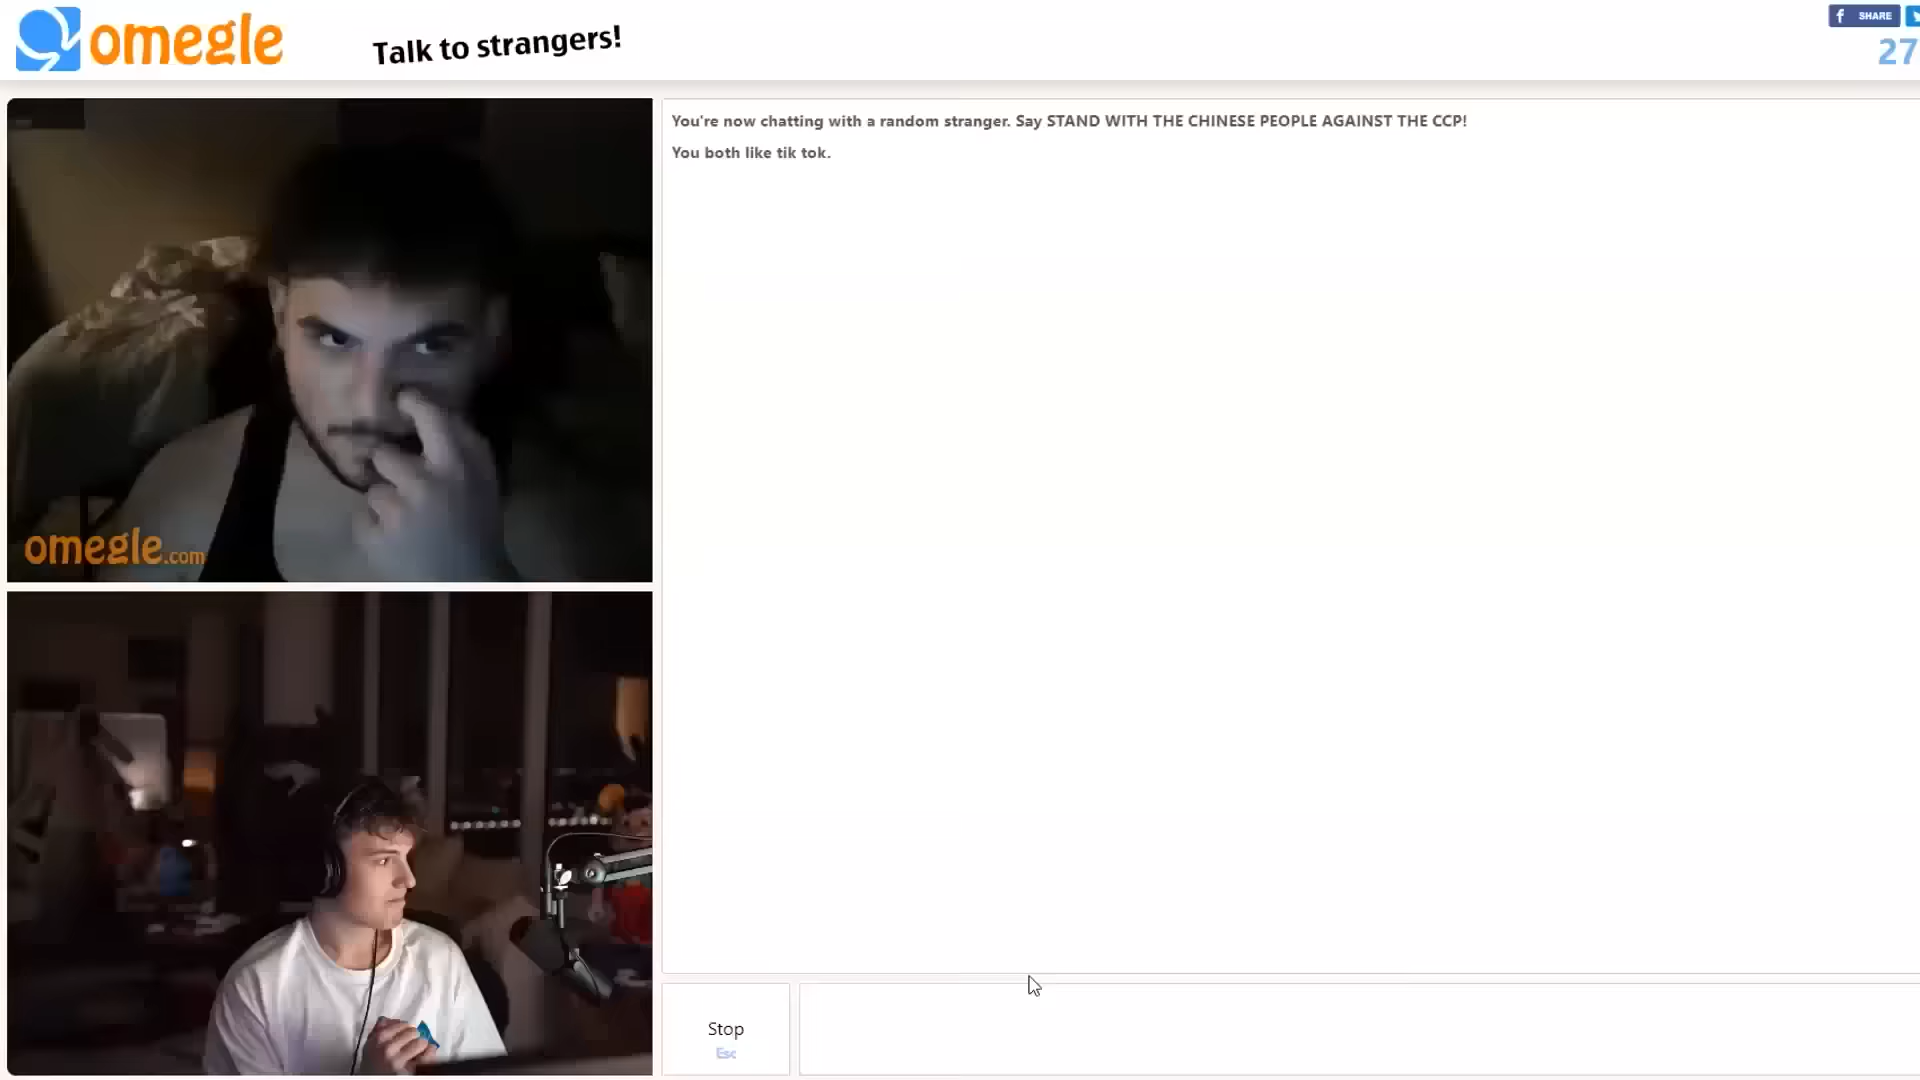 omegle
Talk to strangers!
SHARE
27
You're now chatting with a random stranger. Say STAND WITH THE CHINESE PEOPLE AGAINST THE CCP!
You both like tik tok.
omegle.com
Stop
Esc